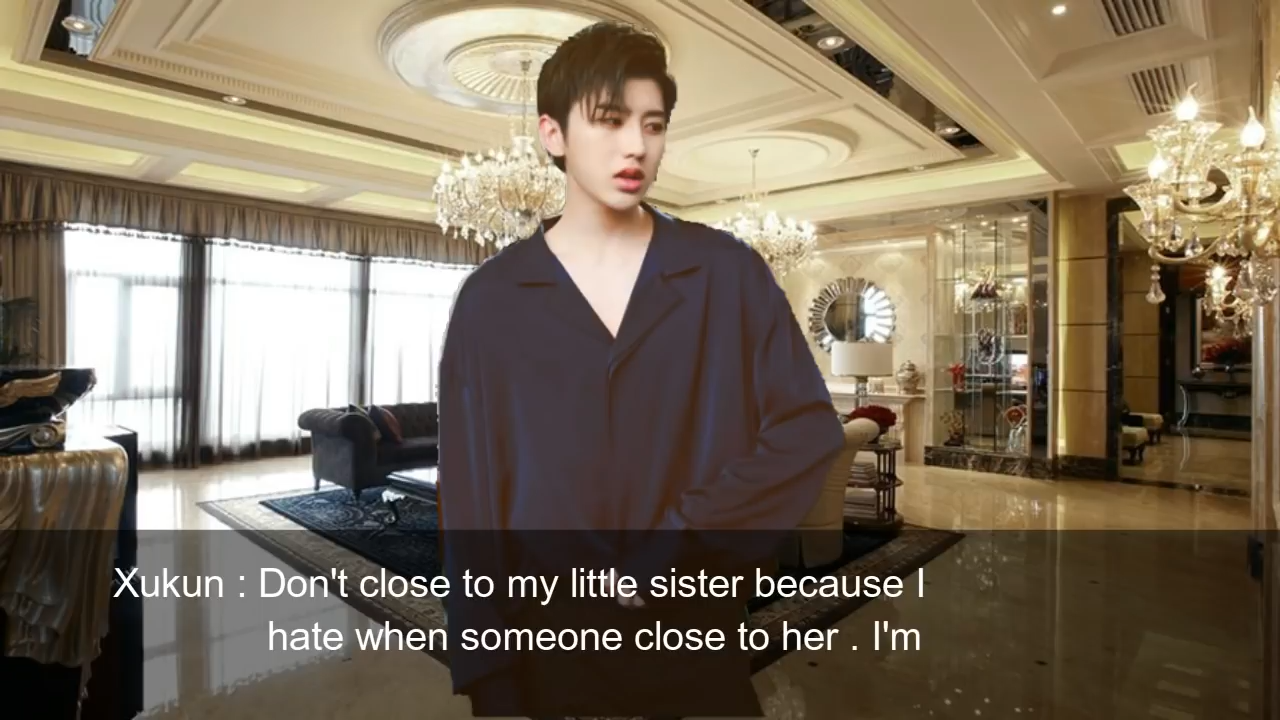 Xukun : Don't close to my little sister because I
hate when someone close to her . I'm